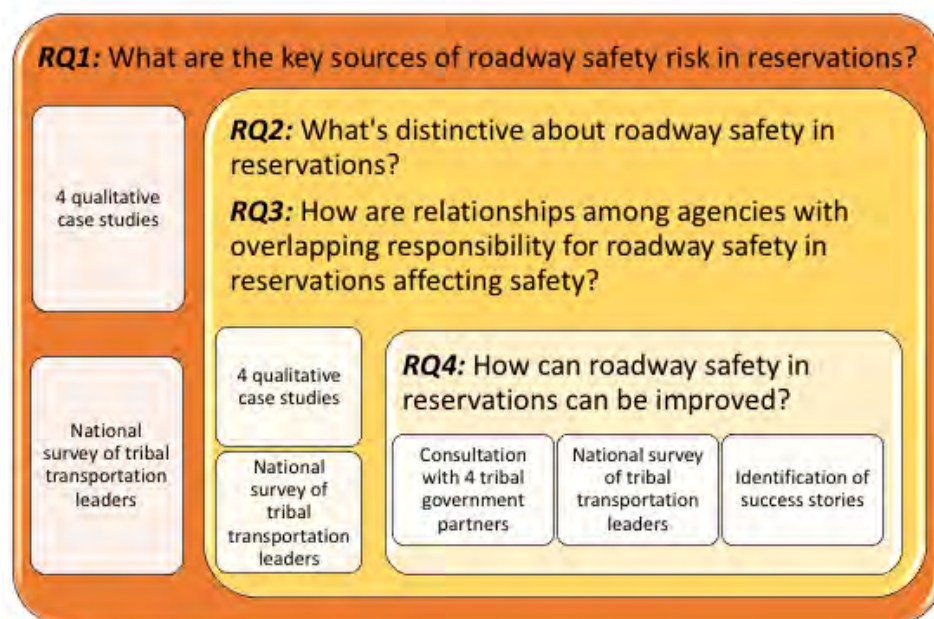 RQ1: What are the key sources of roadway safety risk in reservations?
4 qualitative
case studies
National
survey of tribal
transportation
leaders
RQ2: What's distinctive about roadway safety in
reservations?
RQ3: How are relationships among agencies with
overlapping responsibility for roadway safety in
reservations affecting safety?
4 qualitative
case studies
National
survey of
tribal
transportation
leaders
RQ4: How can roadway safety in
reservations can be improved?
Consultation
with 4 tribal
government
partners
National survey
of tribal
transportation
leaders
Identification of
success stories